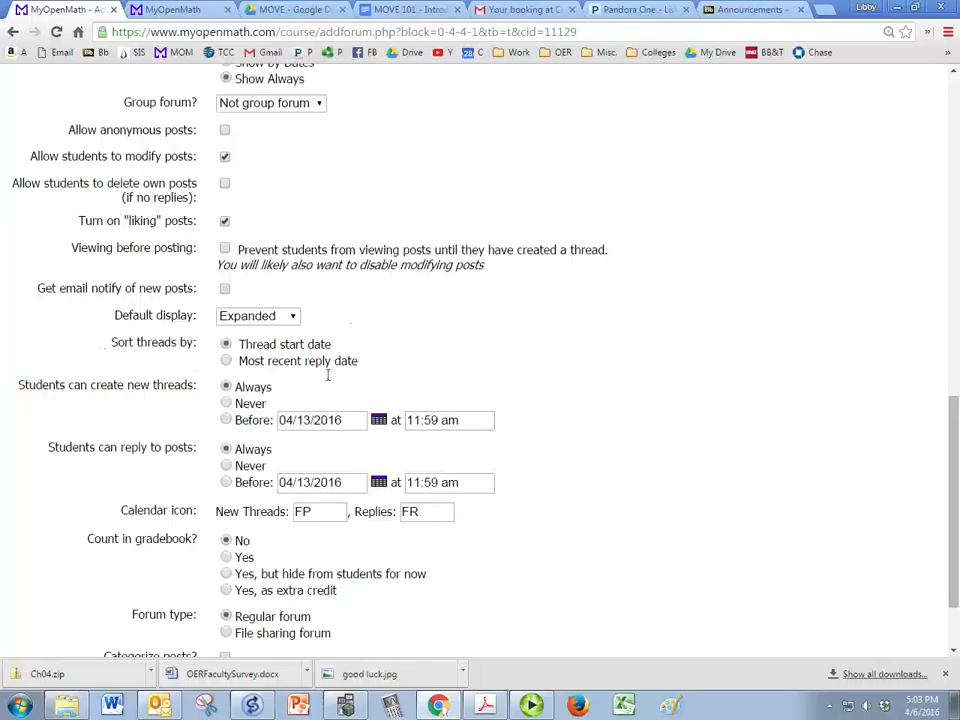 MyOpenMath - Ad
MyOpenMath
MOVE - Google D
MOVE 101 - Introd
Your booking at C
Pandora One - List
Announcements –
Libby
https://www.myopenmath.com/course/addforum.php?block=0-4-4-1&tb=t&cid=11129
A Email Bb SIS MOM TCC Gmail P P FB Drive Y 28 C Work OER Misc. Colleges My Drive BB&T Chase »
Show by Dates
Show Always
Group forum? Not group forum
Allow anonymous posts:
Allow students to modify posts:
Allow students to delete own posts
(if no replies):
Turn on "liking" posts:
Viewing before posting: Prevent students from viewing posts until they have created a thread.
You will likely also want to disable modifying posts
Get email notify of new posts:
Default display: Expanded
Sort threads by: Thread start date
Most recent reply date
Students can create new threads: Always
Never
Before: 04/13/2016 at 11:59 am
Students can reply to posts: Always
Never
Before: 04/13/2016 at 11:59 am
Calendar icon: New Threads: FP , Replies: FR
Count in gradebook? No
Yes
Yes, but hide from students for now
Yes, as extra credit
Forum type: Regular forum
File sharing forum
Categorize posts?
Ch04.zip
OERFacultySurvey.docx
good luck.jpg
Show all downloads...
5:03 PM
4/6/2016